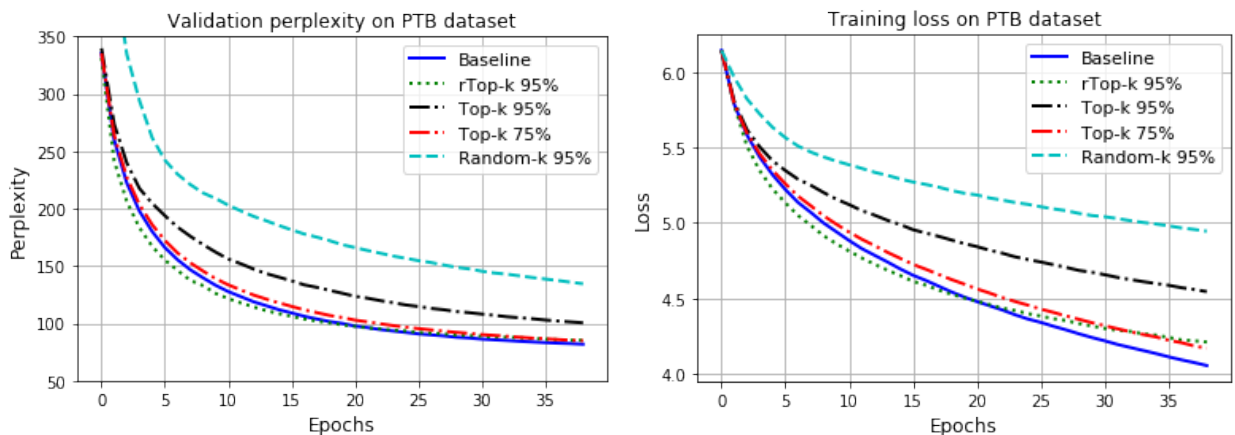 Validation perplexity on PTB dataset
Perplexity
350
300
250
200
150
100
50
0
5
10
15
20
25
30
35
Epochs
Baseline
rTop-k 95%
Top-k 95%
Top-k 75%
Random-k 95%
Training loss on PTB dataset
Loss
6.0
5.5
5.0
4.5
4.0
0
5
10
15
20
25
30
35
Epochs
Baseline
rTop-k 95%
Top-k 95%
Top-k 75%
Random-k 95%